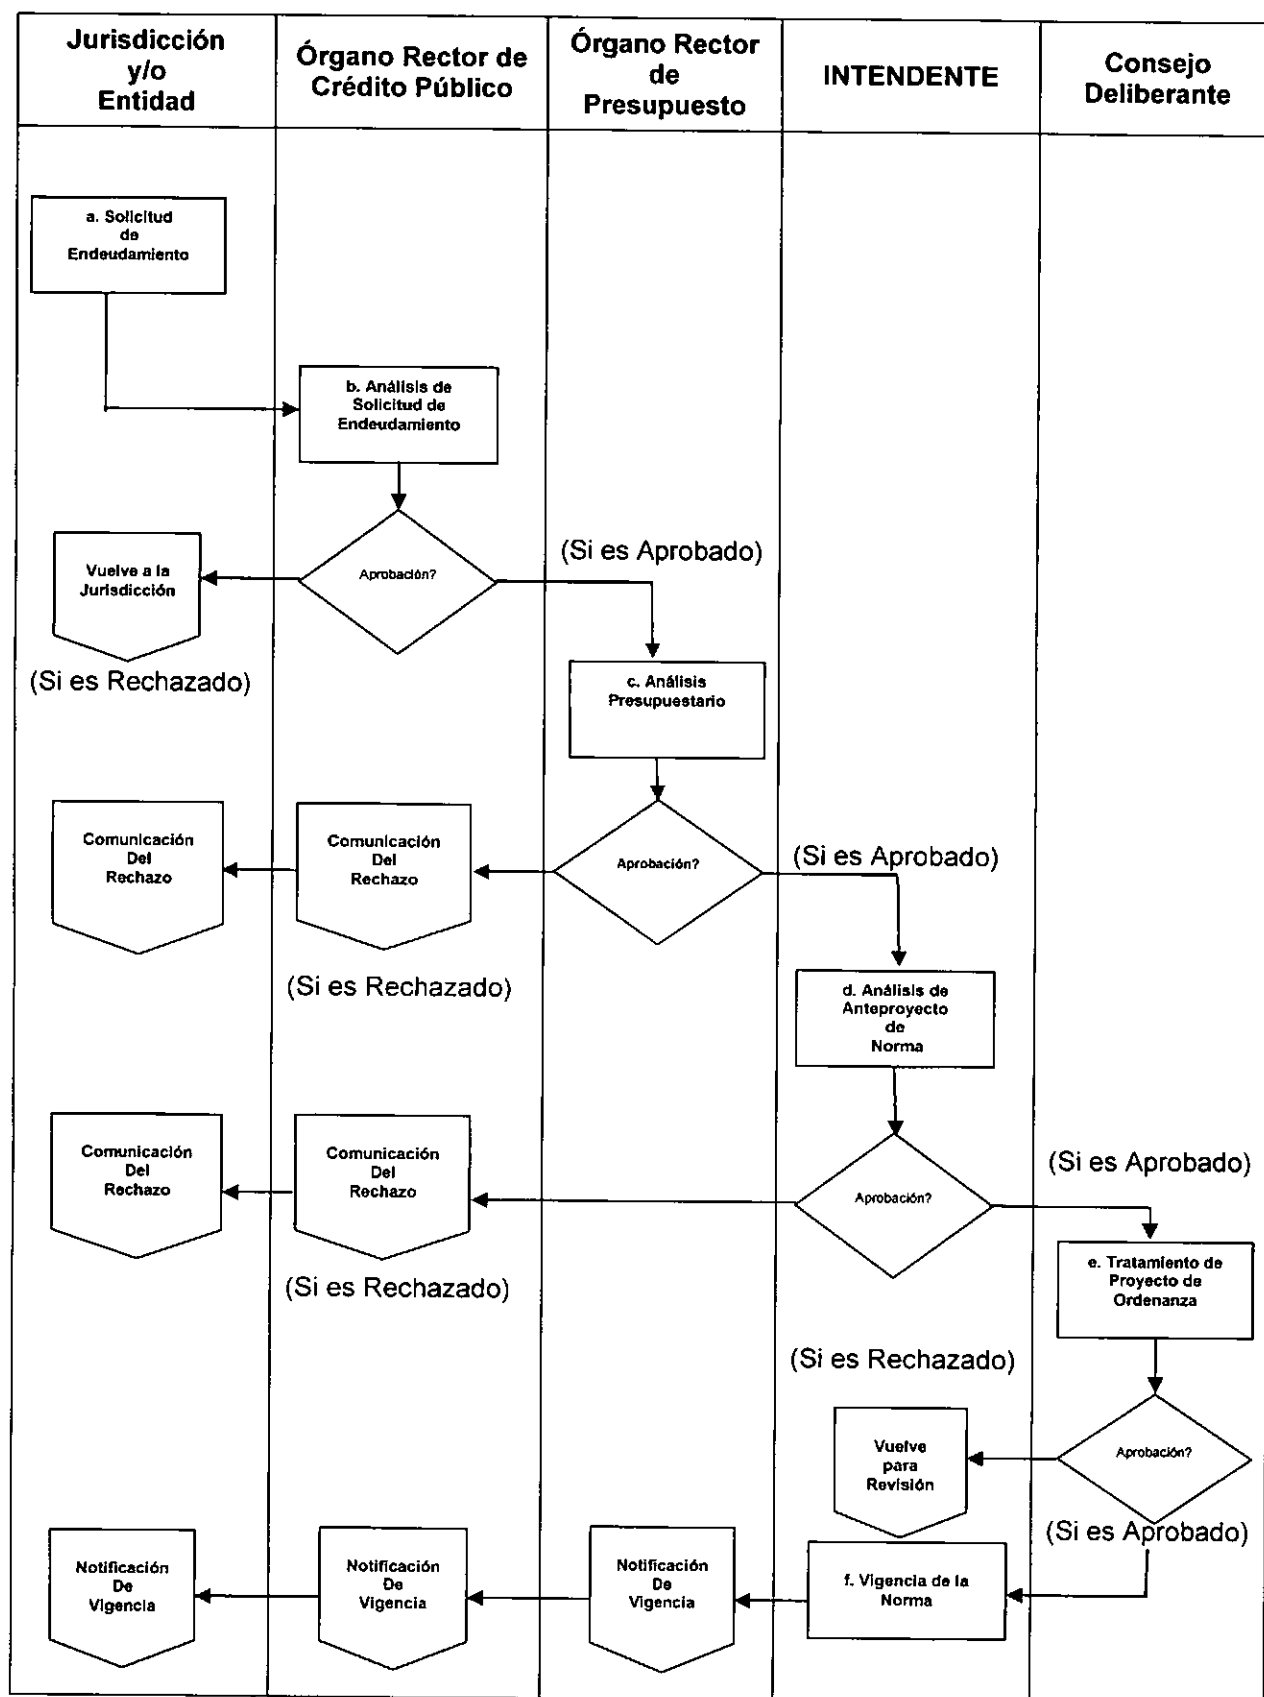 Jurisdicción
y/o
Entidad
Órgano Rector de
Crédito Público
Órgano Rector
de
Presupuesto
INTENDENTE
Consejo
Deliberante
a. Solicitud
de
Endeudamiento
b. Análisis de
Solicitud de
Endeudamiento
Vuelve a la
Jurisdicción
Aprobación?
(Si es Aprobado)
(Si es Rechazado)
c. Análisis
Presupuestario
Comunicación
Del
Rechazo
Comunicación
Del
Rechazo
Aprobación?
(Si es Aprobado)
(Si es Rechazado)
d. Análisis de
Anteproyecto
de
Norma
Comunicación
Del
Rechazo
Comunicación
Del
Rechazo
Aprobación?
(Si es Aprobado)
(Si es Rechazado)
e. Tratamiento de
Proyecto de
Ordenanza
(Si es Rechazado)
Vuelve
para
Revisión
Aprobación?
(Si es Aprobado)
Notificación
De
Vigencia
Notificación
De
Vigencia
Notificación
De
Vigencia
f. Vigencia de la
Norma